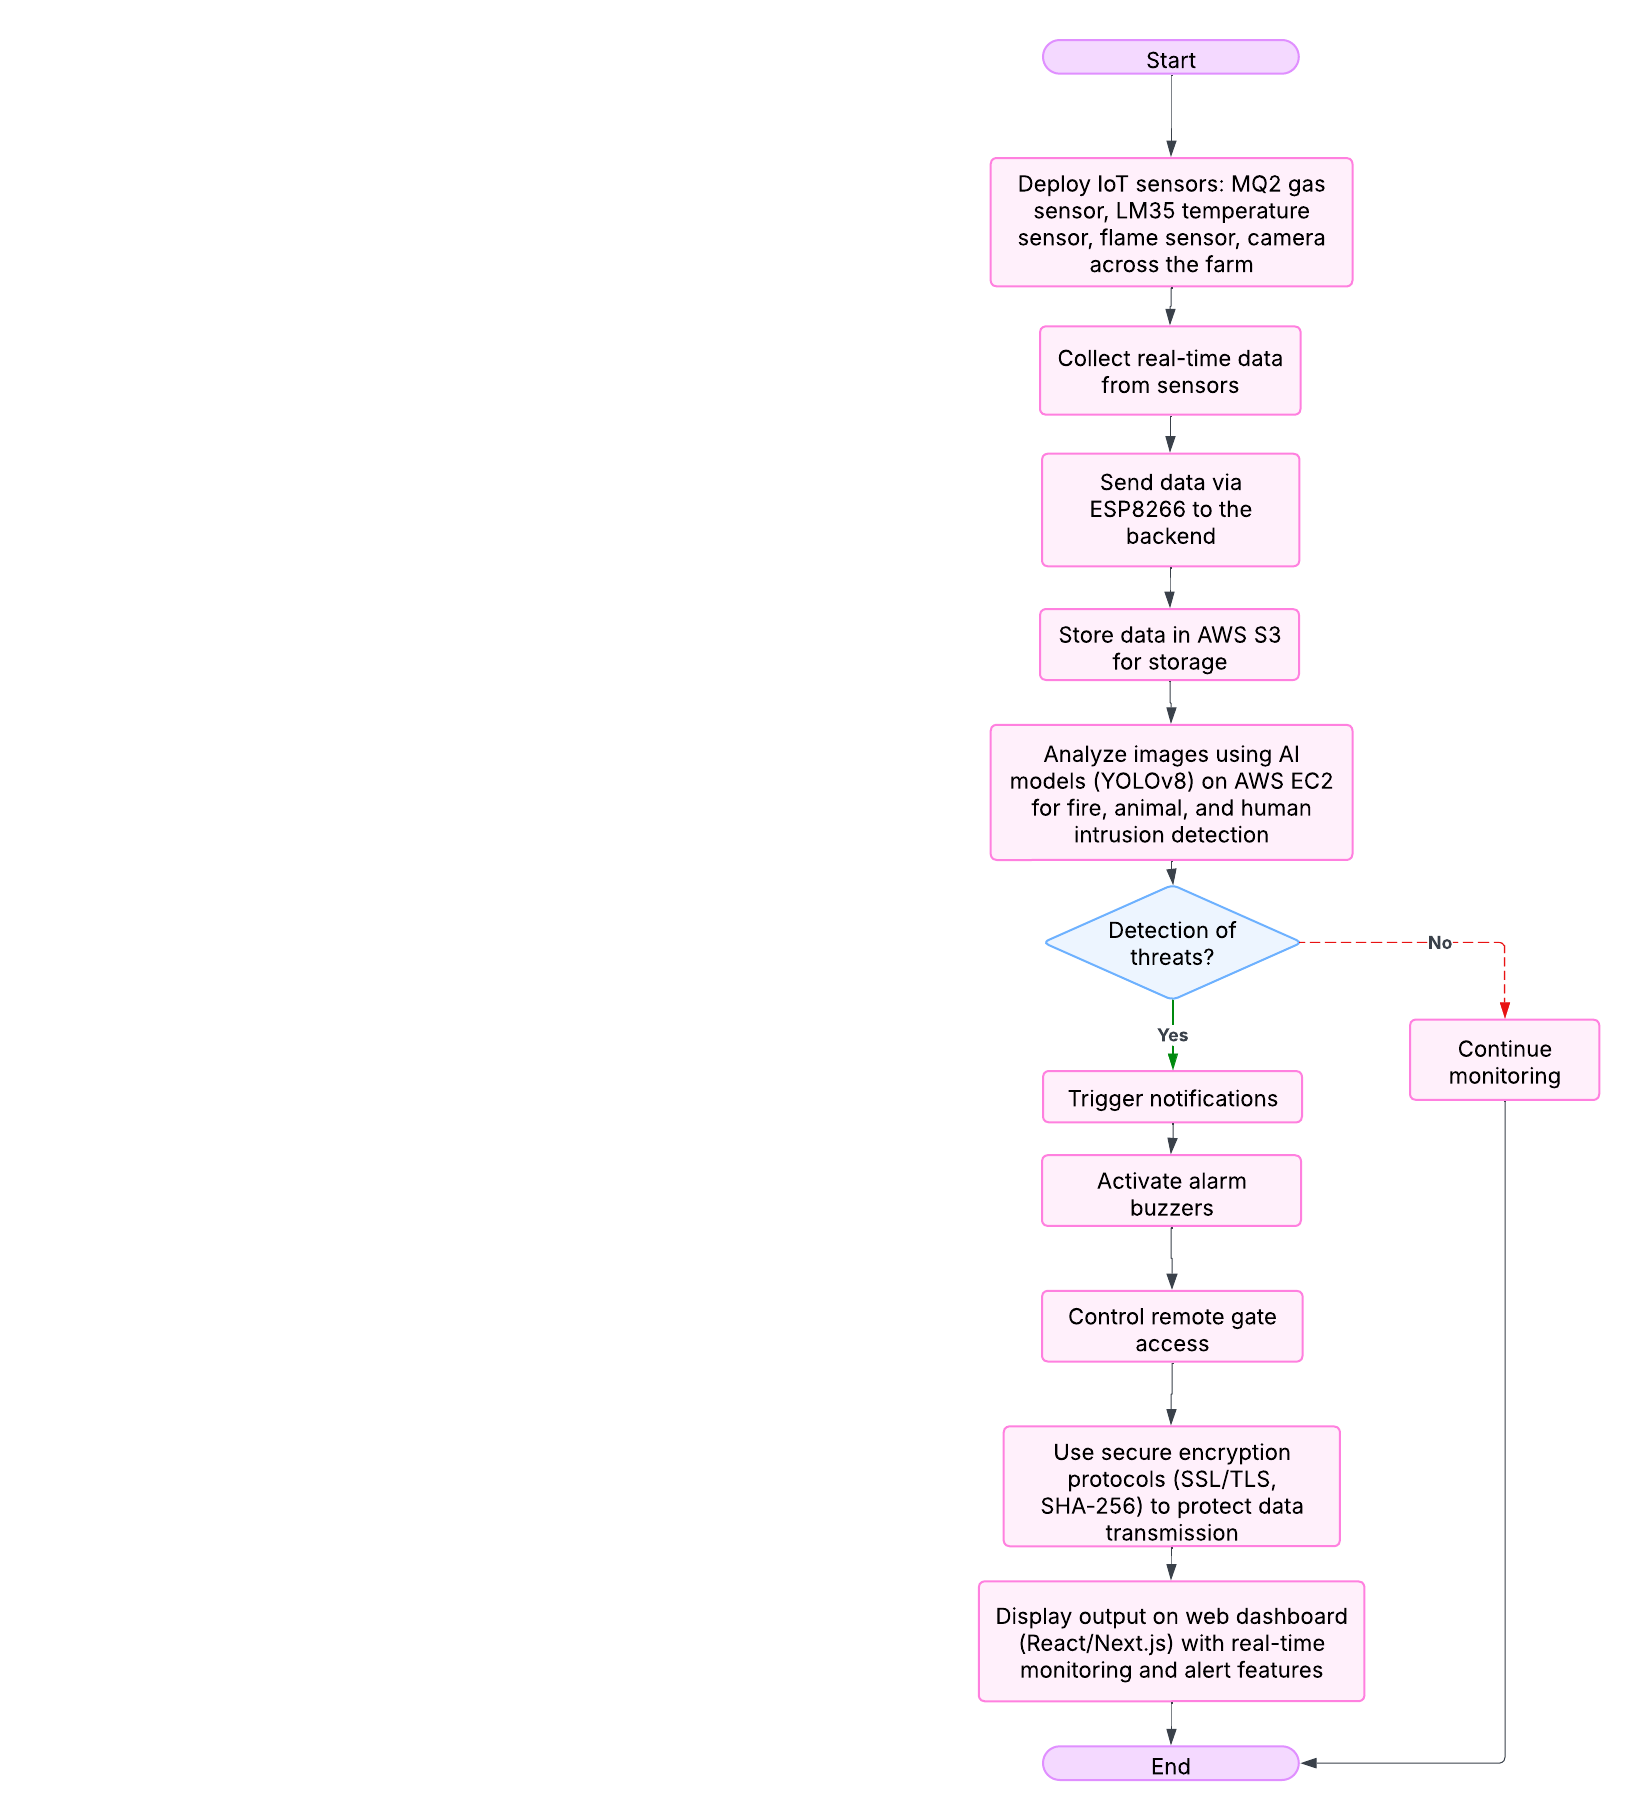 Start
Deploy IoT sensors: MQ2 gas
sensor, LM35 temperature
sensor, flame sensor, camera
across the farm
Collect real-time data
from sensors
Send data via
ESP8266 to the
backend
Store data in AWS S3
for storage
Analyze images using AI
models (YOLOv8) on AWS EC2
for fire, animal, and human
intrusion detection
Detection of
threats?
No
Yes
Continue
monitoring
Trigger notifications
Activate alarm
buzzers
Control remote gate
access
Use secure encryption
protocols (SSL/TLS,
SHA-256) to protect data
transmission
Display output on web dashboard
(React/Next.js) with real-time
monitoring and alert features
End